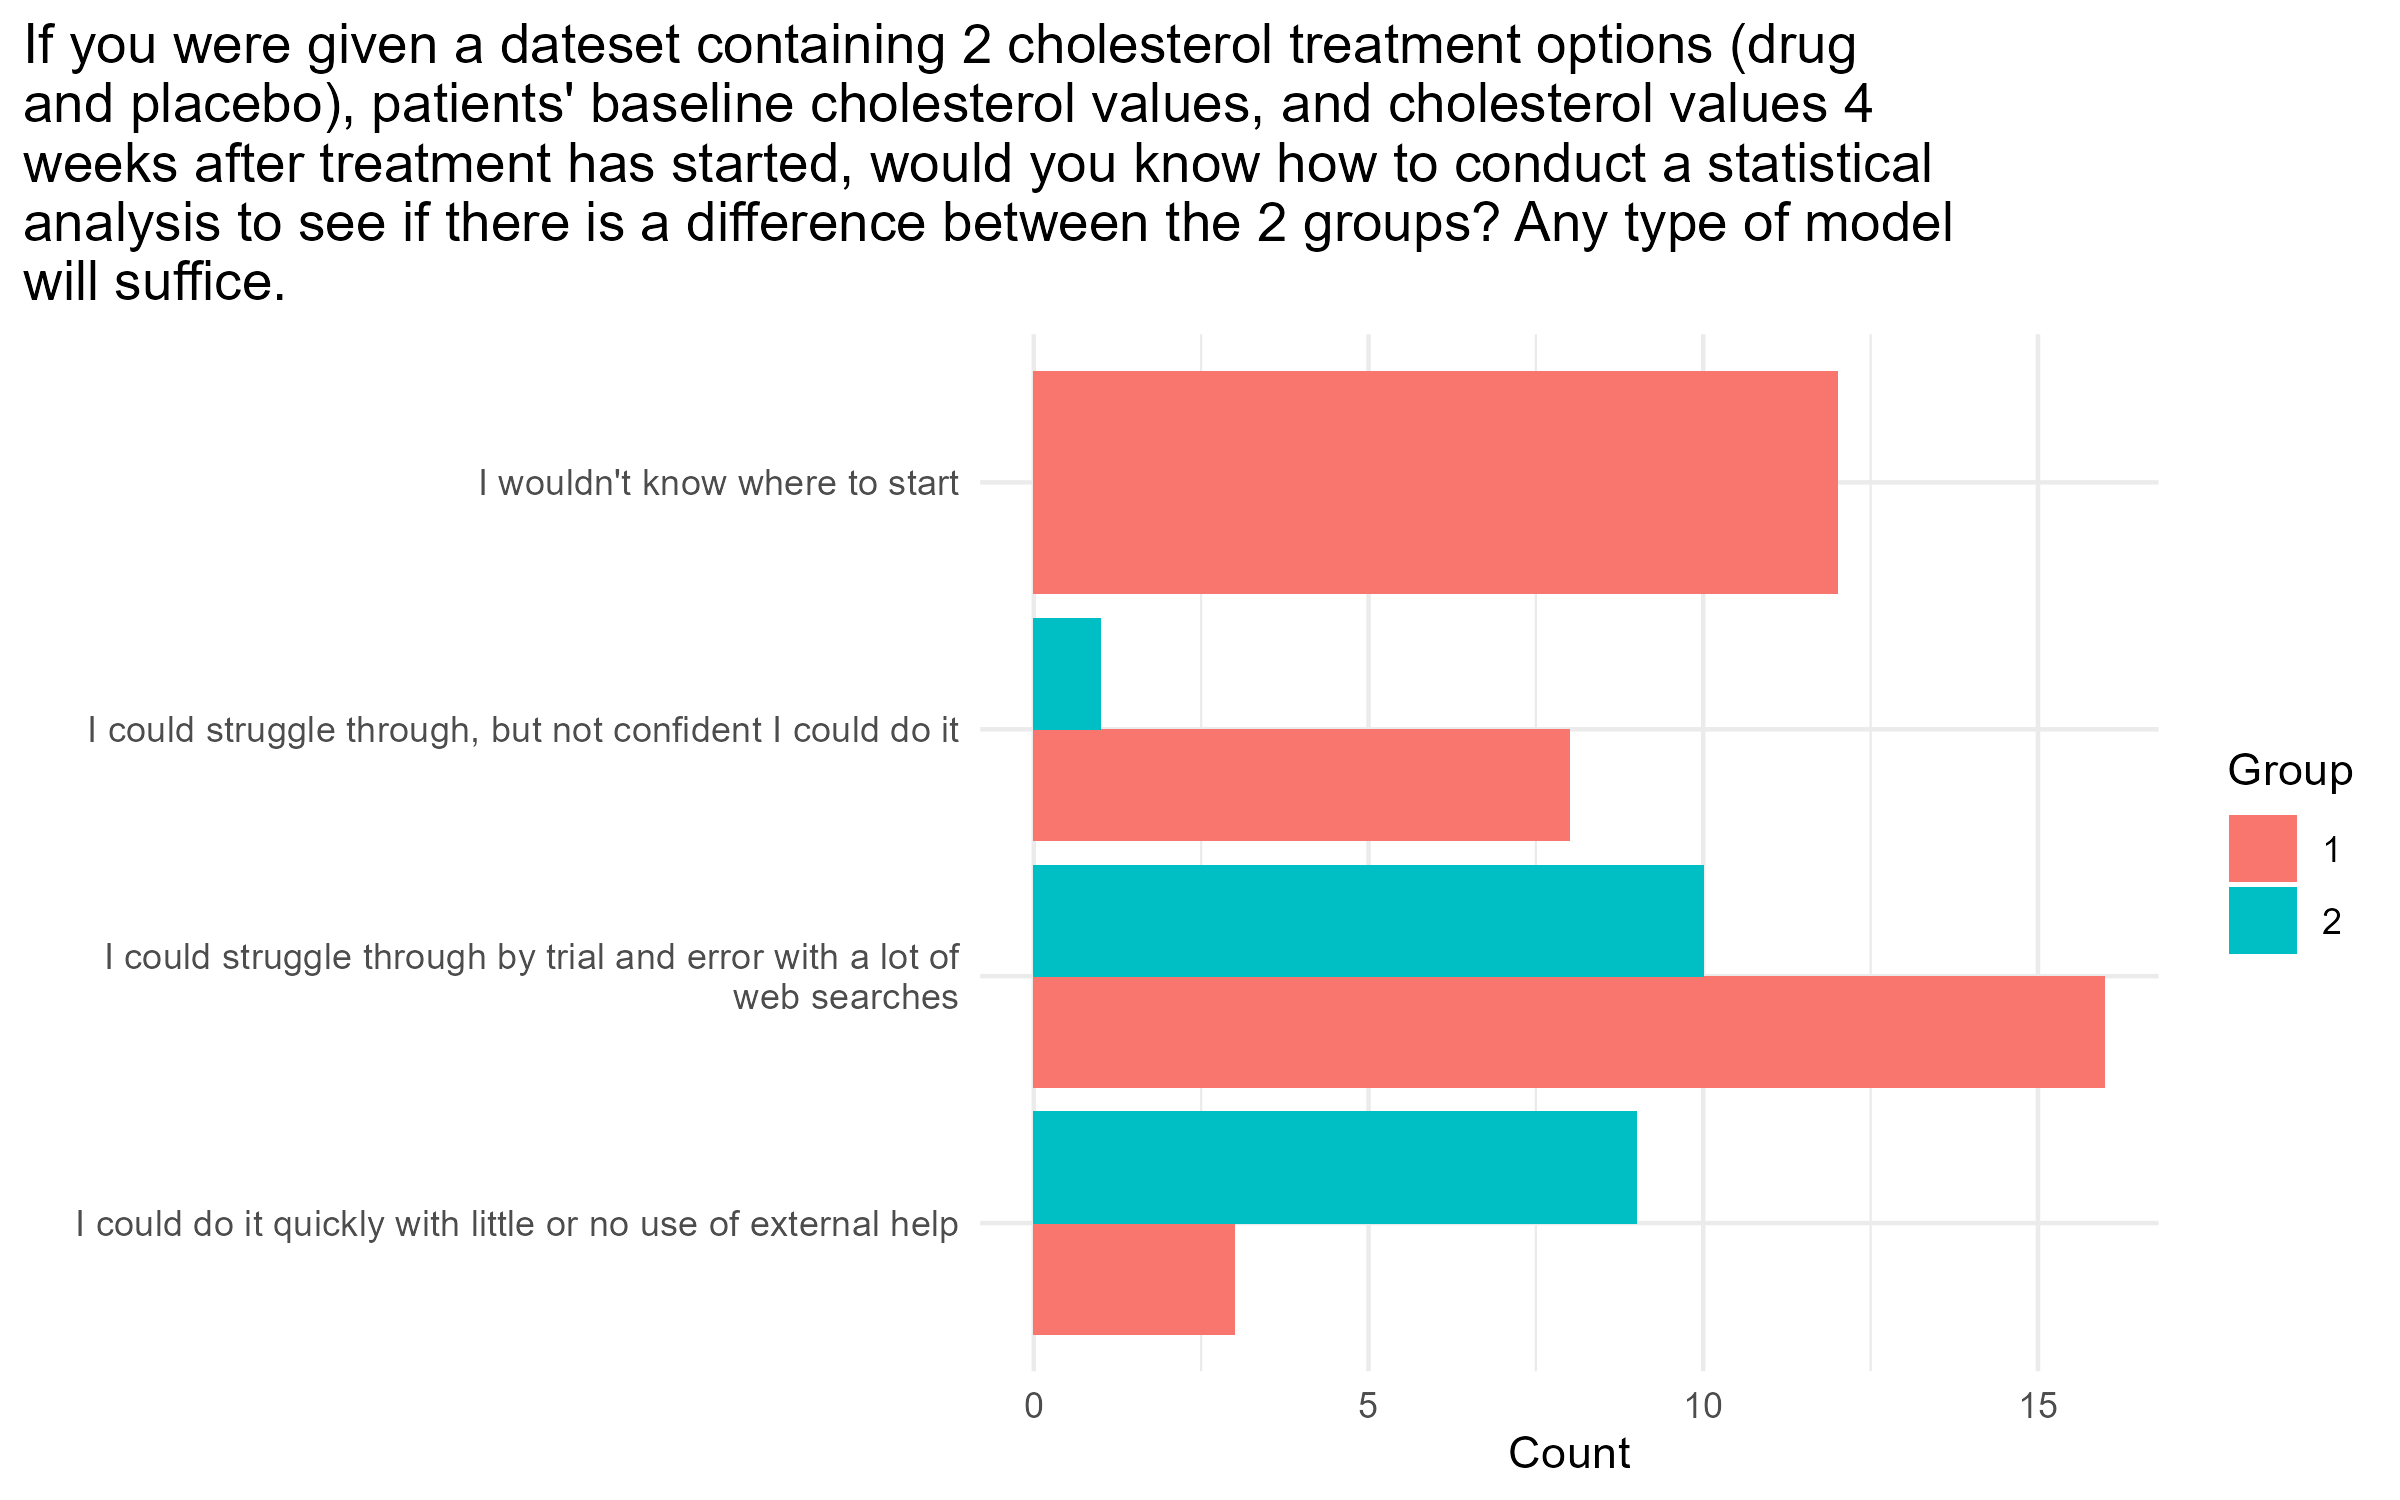 If you were given a dateset containing 2 cholesterol treatment options (drug
and placebo), patients' baseline cholesterol values, and cholesterol values 4
weeks after treatment has started, would you know how to conduct a statistical
analysis to see if there is a difference between the 2 groups? Any type of model
will suffice.
I wouldn't know where to start
I could struggle through, but not confident I could do it
I could struggle through by trial and error with a lot of
web searches
I could do it quickly with little or no use of external help
0
5
10
15
Count
Group
1
2